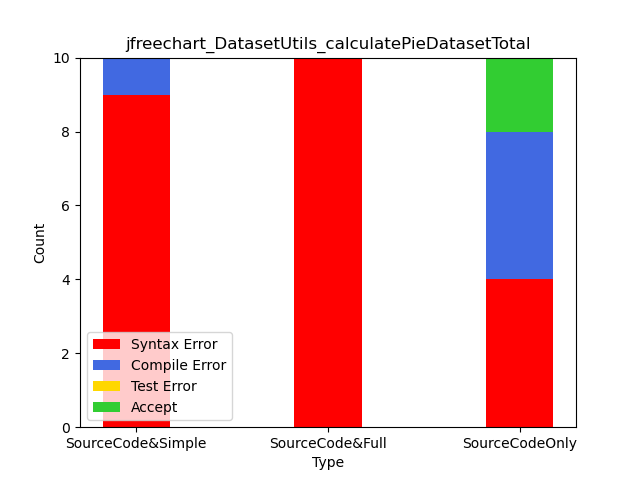 jfreechart_DatasetUtils_calculatePieDatasetTotal
10
8
6
4
2
0
Count
Syntax Error
Compile Error
Test Error
Accept
SourceCode&Simple
SourceCode&Full
SourceCodeOnly
Type